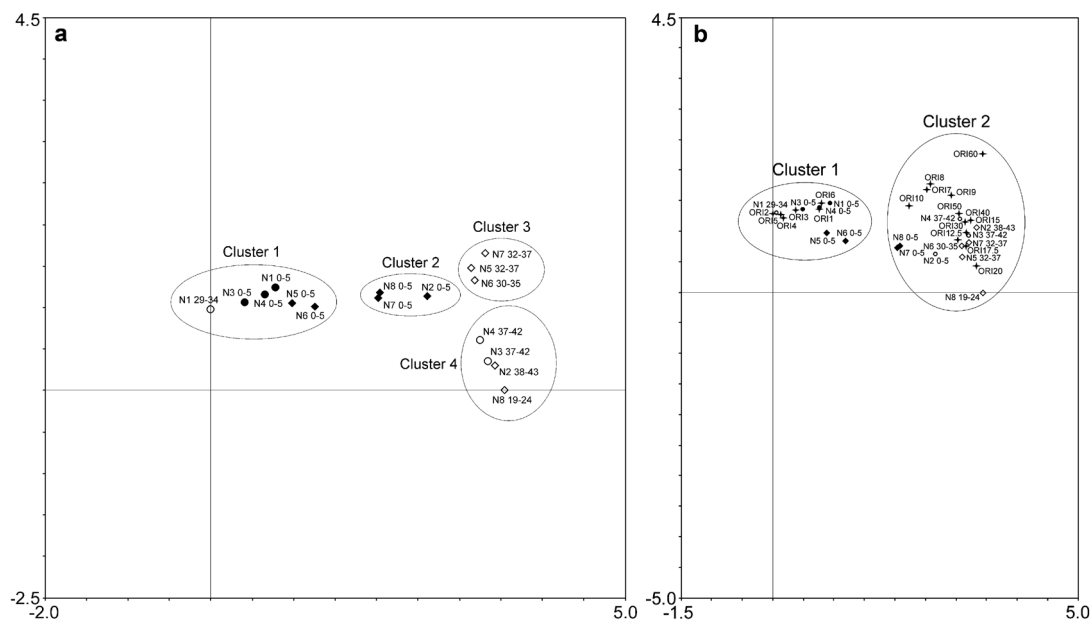 4.5
a
Cluster 3
N7 32-37
N5 32-37
N6 30-35
Cluster 1
N1 0-5
N3 0-5
N5 0-5
N1 29-34
N4 0-5
N6 0-5
Cluster 2
N8 0-5
N2 0-5
N7 0-5
N4 37-42
N3 37-42
Cluster 4
N2 38-43
N8 19-24
-2.5
-2.0
5.0
4.5
b
Cluster 2
ORI60
ORI8
ORI7
ORI9
ORI10
ORI50
ORI40
N4 37-42
ORI15
ORI30
N2 38-43
ORI12.5
N3 37-42
N8 0-5
N6 30-35
N7 32-37
N7 0-5
ORI17.5
N2 0-5
N5 32-37
ORI20
N8 19-24
Cluster 1
ORI6
N1 29-34
N3 0-5
N1 0-5
ORI2
N4 0-5
ORI5
ORI3
ORI1
ORI4
N6 0-5
N5 0-5
-5.0
-1.5
5.0